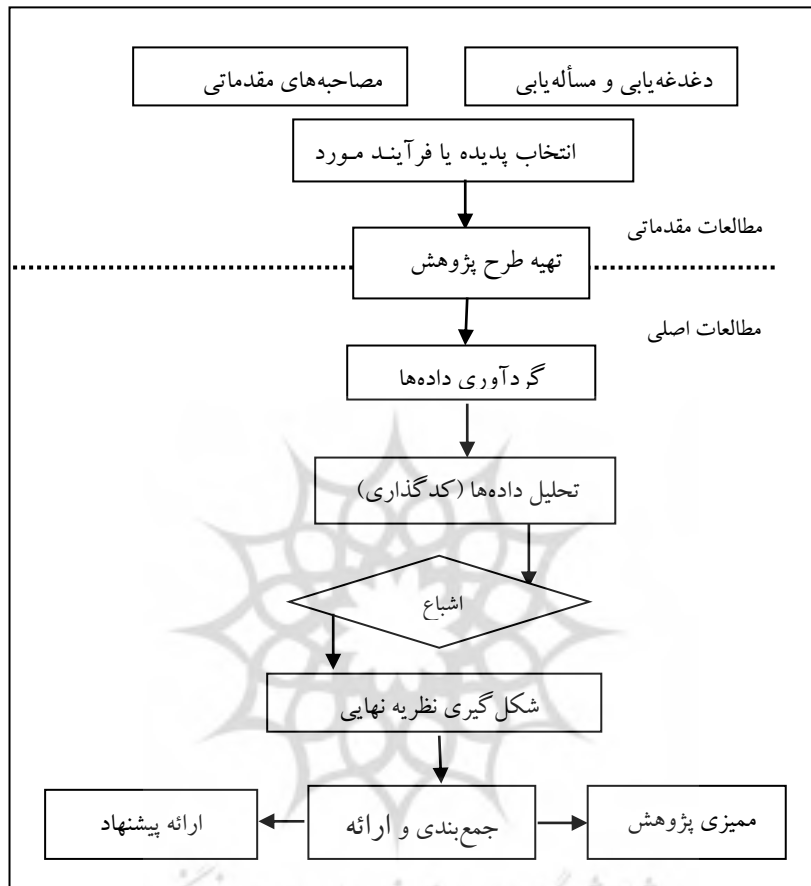 دغدغه‌یابی و مسأله‌یابی
مصاحبه‌های مقدماتی
انتخاب پدیده یا فرآیند مورد
مطالعات مقدماتی
تهیه طرح پژوهش
مطالعات اصلی
گردآوری داده‌ها
تحلیل داده‌ها (کدگذاری)
اشباع
شکل‌گیری نظریه نهایی
ممیزی پژوهش
جمع‌بندی و ارائه
ارائه پیشنهاد